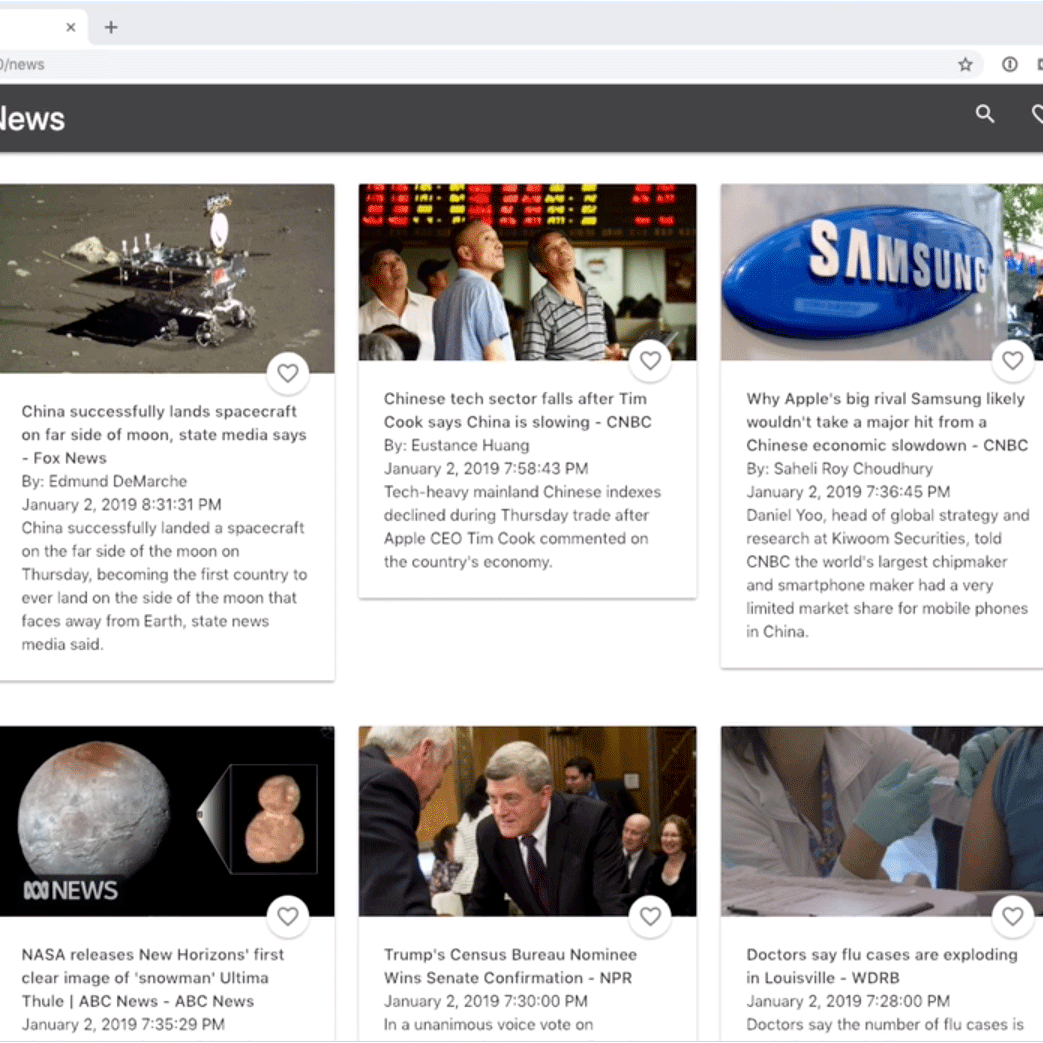 /news
News
SAMSUNG
China successfully lands spacecraft
on far side of moon, state media says
- Fox News
By: Edmund DeMarche
January 2, 2019 8:31:31 PM
China successfully landed a spacecraft
on the far side of the moon on
Thursday, becoming the first country to
ever land on the side of the moon that
faces away from Earth, state news
media said.
Chinese tech sector falls after Tim
Cook says China is slowing - CNBC
By: Eustance Huang
January 2, 2019 7:58:43 PM
Tech-heavy mainland Chinese indexes
declined during Thursday trade after
Apple CEO Tim Cook commented on
the country's economy.
Why Apple's big rival Samsung likely
wouldn't take a major hit from a
Chinese economic slowdown - CNBC
By: Saheli Roy Choudhury
January 2, 2019 7:36:45 PM
Daniel Yoo, head of global strategy and
research at Kiwoom Securities, told
CNBC the world's largest chipmaker
and smartphone maker had a very
limited market share for mobile phones
in China.
NEWS
NASA releases New Horizons' first
clear image of 'snowman' Ultima
Thule | ABC News - ABC News
January 2, 2019 7:35:29 PM
Trump's Census Bureau Nominee
Wins Senate Confirmation - NPR
January 2, 2019 7:30:00 PM
In a unanimous voice vote on
Doctors say flu cases are exploding
in Louisville - WDRB
January 2, 2019 7:28:00 PM
Doctors say the number of flu cases is